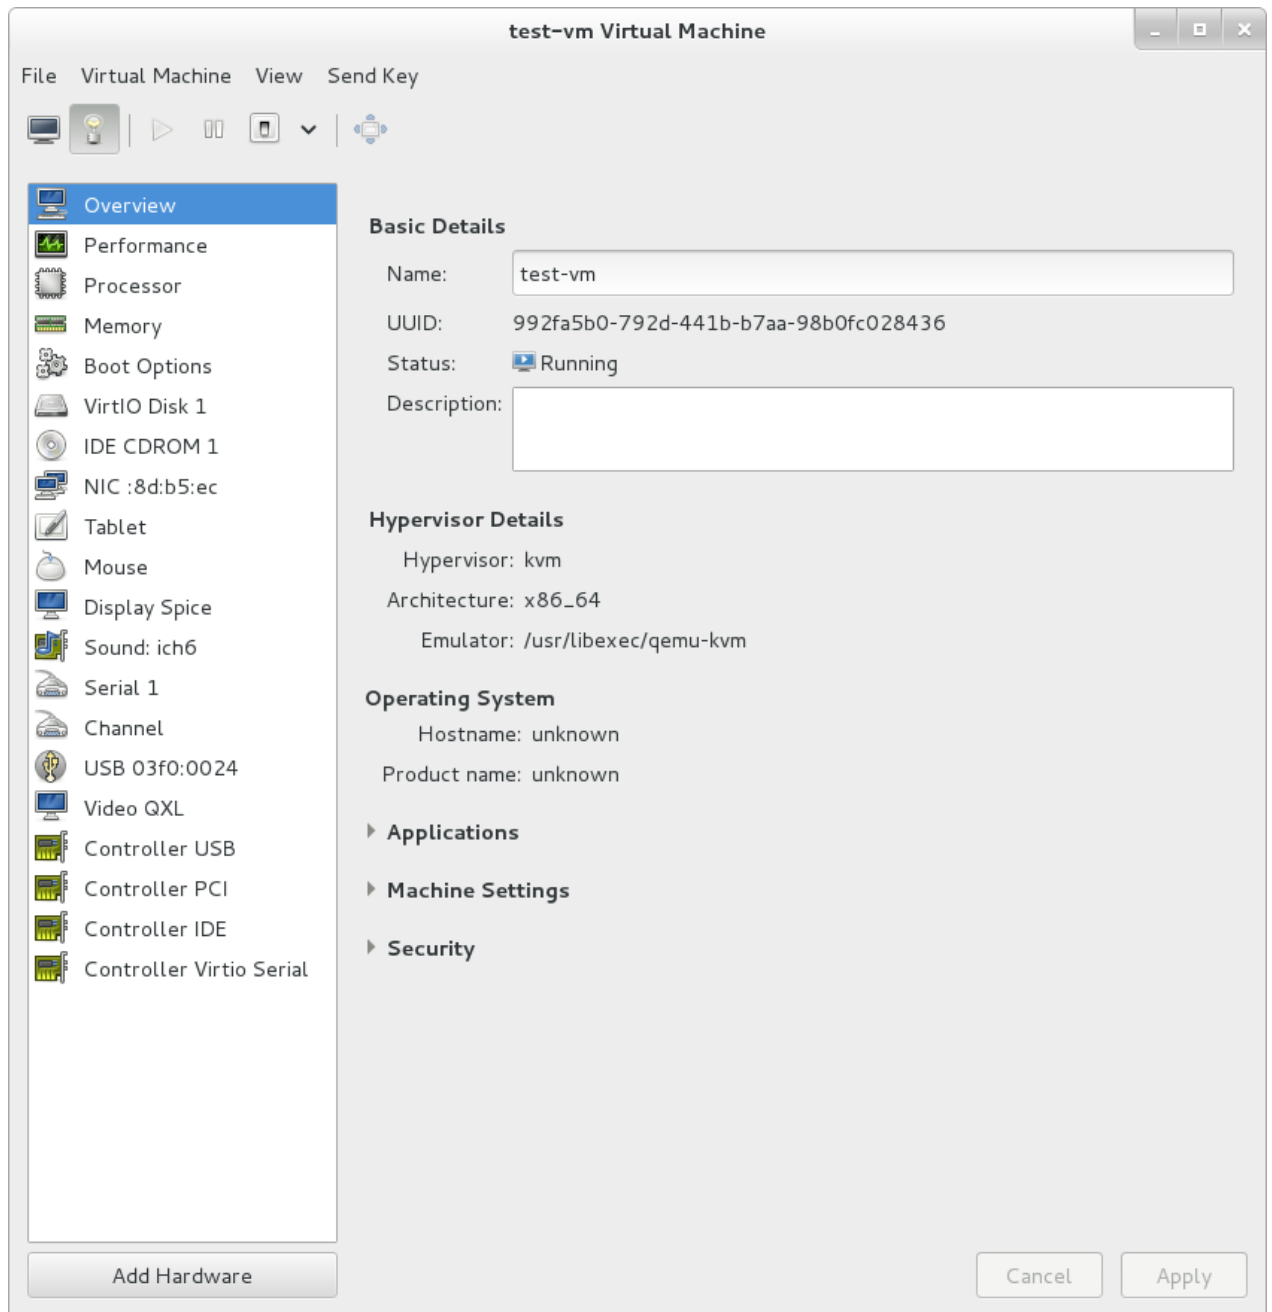 test-vm Virtual Machine
File Virtual Machine View Send Key
Overview
Performance
Processor
Memory
Boot Options
VirtIO Disk 1
IDE CDROM 1
NIC :8d:b5:ec
Tablet
Mouse
Display Spice
Sound: ich6
Serial 1
Channel
USB 03f0:0024
Video QXL
Controller USB
Controller PCI
Controller IDE
Controller Virtio Serial
Add Hardware
Basic Details
Name: test-vm
UUID: 992fa5b0-792d-441b-b7aa-98b0fc028436
Status: Running
Description:
Hypervisor Details
Hypervisor: kvm
Architecture: x86_64
Emulator: /usr/libexec/qemu-kvm
Operating System
Hostname: unknown
Product name: unknown
Applications
Machine Settings
Security
Cancel Apply